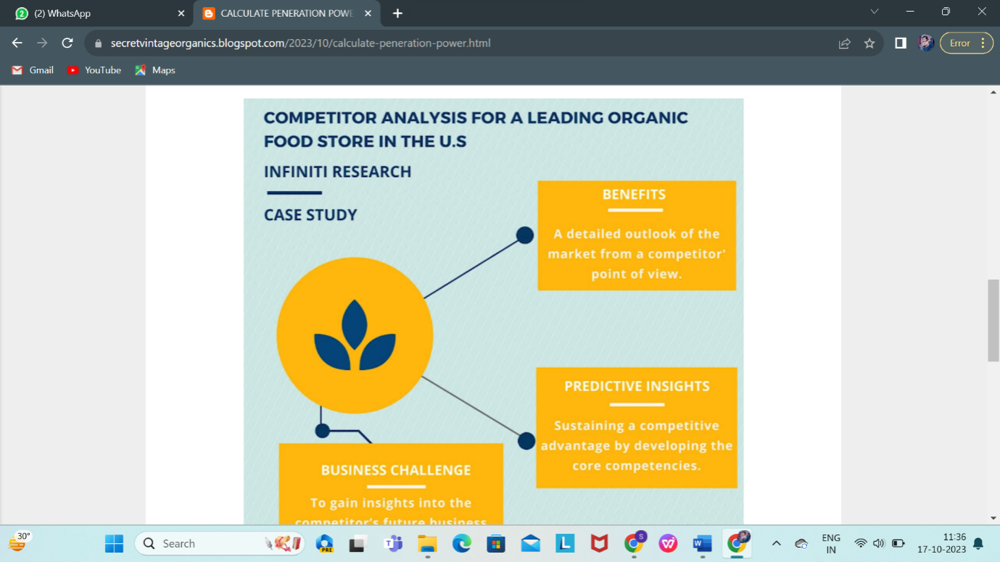 (2) WhatsApp
CALCULATE PENERATION POWE
secretvintageorganics.blogspot.com/2023/10/calculate-peneration-power.html
Error
Gmail
YouTube
Maps
COMPETITOR ANALYSIS FOR A LEADING ORGANIC
FOOD STORE IN THE U.S
INFINITI RESEARCH
CASE STUDY
BENEFITS
A detailed outlook of the
market from a competitor'
point of view.
PREDICTIVE INSIGHTS
Sustaining a competitive
advantage by developing the
core competencies.
BUSINESS CHALLENGE
To gain insights into the
competitor's future business
30°
Search
PRE
ENG
IN
11:36
17-10-2023